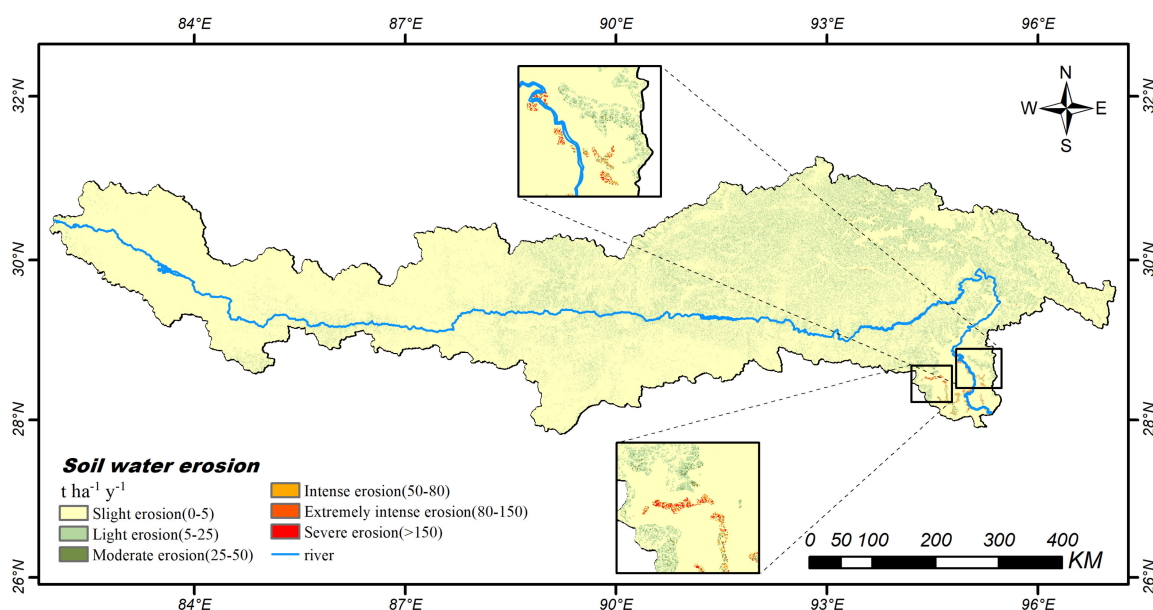 84°E 87°E 90°E 93°E 96°E
32°N 32°N
N
W E
S
30°N 30°N
28°N 28°N
Soil water erosion
t ha⁻¹ y⁻¹
Slight erosion(0-5)
Light erosion(5-25)
Moderate erosion(25-50)
Intense erosion(50-80)
Extremely intense erosion(80-150)
Severe erosion(>150)
river
0 50 100 200 300 400
KM
26°N 26°N
84°E 87°E 90°E 93°E 96°E